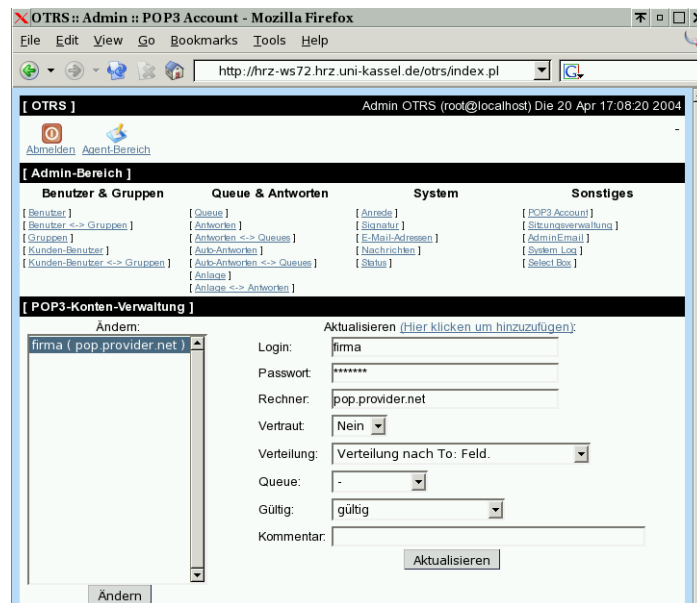 OTRS :: Admin :: POP3 Account - Mozilla Firefox
File Edit View Go Bookmarks Tools Help
http://hrz-ws72.hrz.uni-kassel.de/otrs/index.pl
[ OTRS ] Admin OTRS (root@localhost) Die 20 Apr 17:08:20 2004
Abmelden Agent-Bereich -
[ Admin-Bereich ]
Benutzer & Gruppen Queue & Antworten System Sonstiges
[ Benutzer ] [ Queue ] [ Anrede ] [ POP3 Account ]
[ Benutzer <-> Gruppen ] [ Antworten ] [ Signatur ] [ Sitzungsverwaltung ]
[ Gruppen ] [ Antworten <-> Queues ] [ E-Mail-Adressen ] [ AdminEmail ]
[ Kunden-Benutzer ] [ Auto-Antworten ] [ Nachrichten ] [ System Log ]
[ Kunden-Benutzer <-> Gruppen ] [ Auto-Antworten <-> Queues ] [ Status ] [ Select Box ]
[ Anlage ]
[ Anlage <-> Antworten ]
[ POP3-Konten-Verwaltung ]
Ändern: Aktualisieren (Hier klicken um hinzuzufügen):
firma ( pop.provider.net )
Login: firma
Passwort: *******
Rechner: pop.provider.net
Vertraut: Nein
Verteilung: Verteilung nach To: Feld.
Queue: -
Gültig: gültig
Kommentar:
Aktualisieren
Ändern